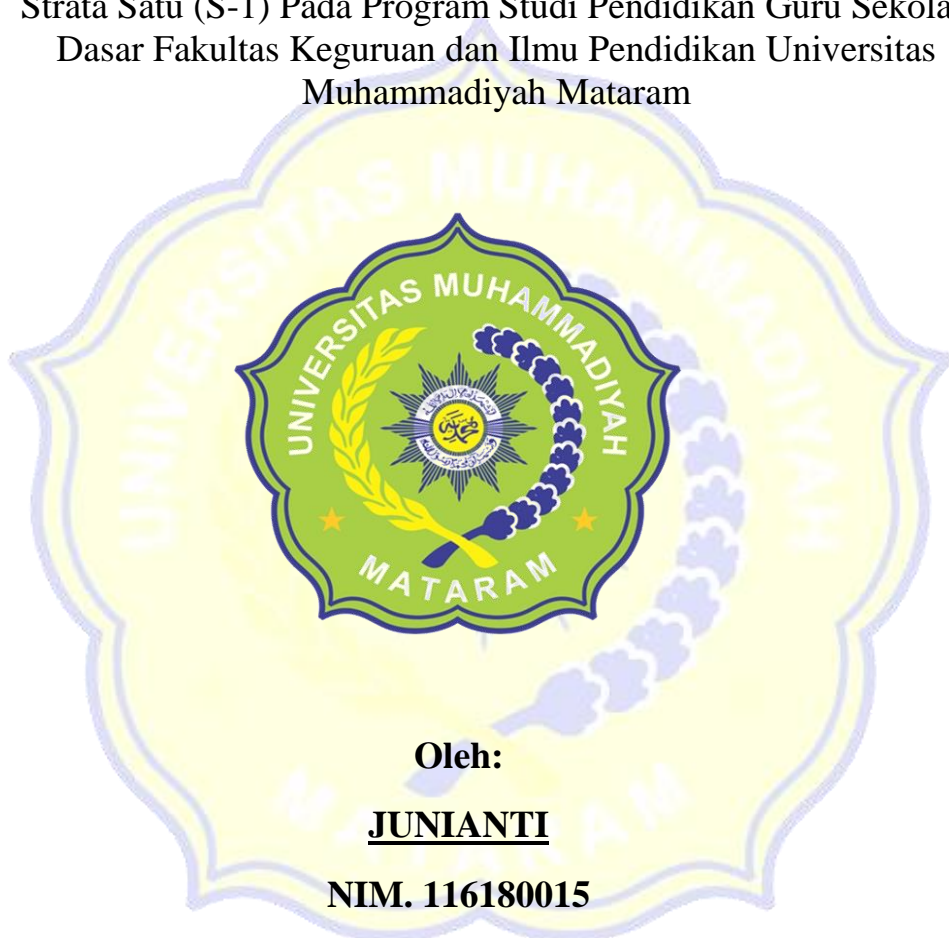 Strata Satu (S-1) Pada Program Studi Pendidikan Guru Sekola
Dasar Fakultas Keguruan dan Ilmu Pendidikan Universitas
Muhammadiyah Mataram
UNIVERSITAS MUHAMMADIYAH
MATARAM
Oleh:
JUNIANTI
NIM. 116180015